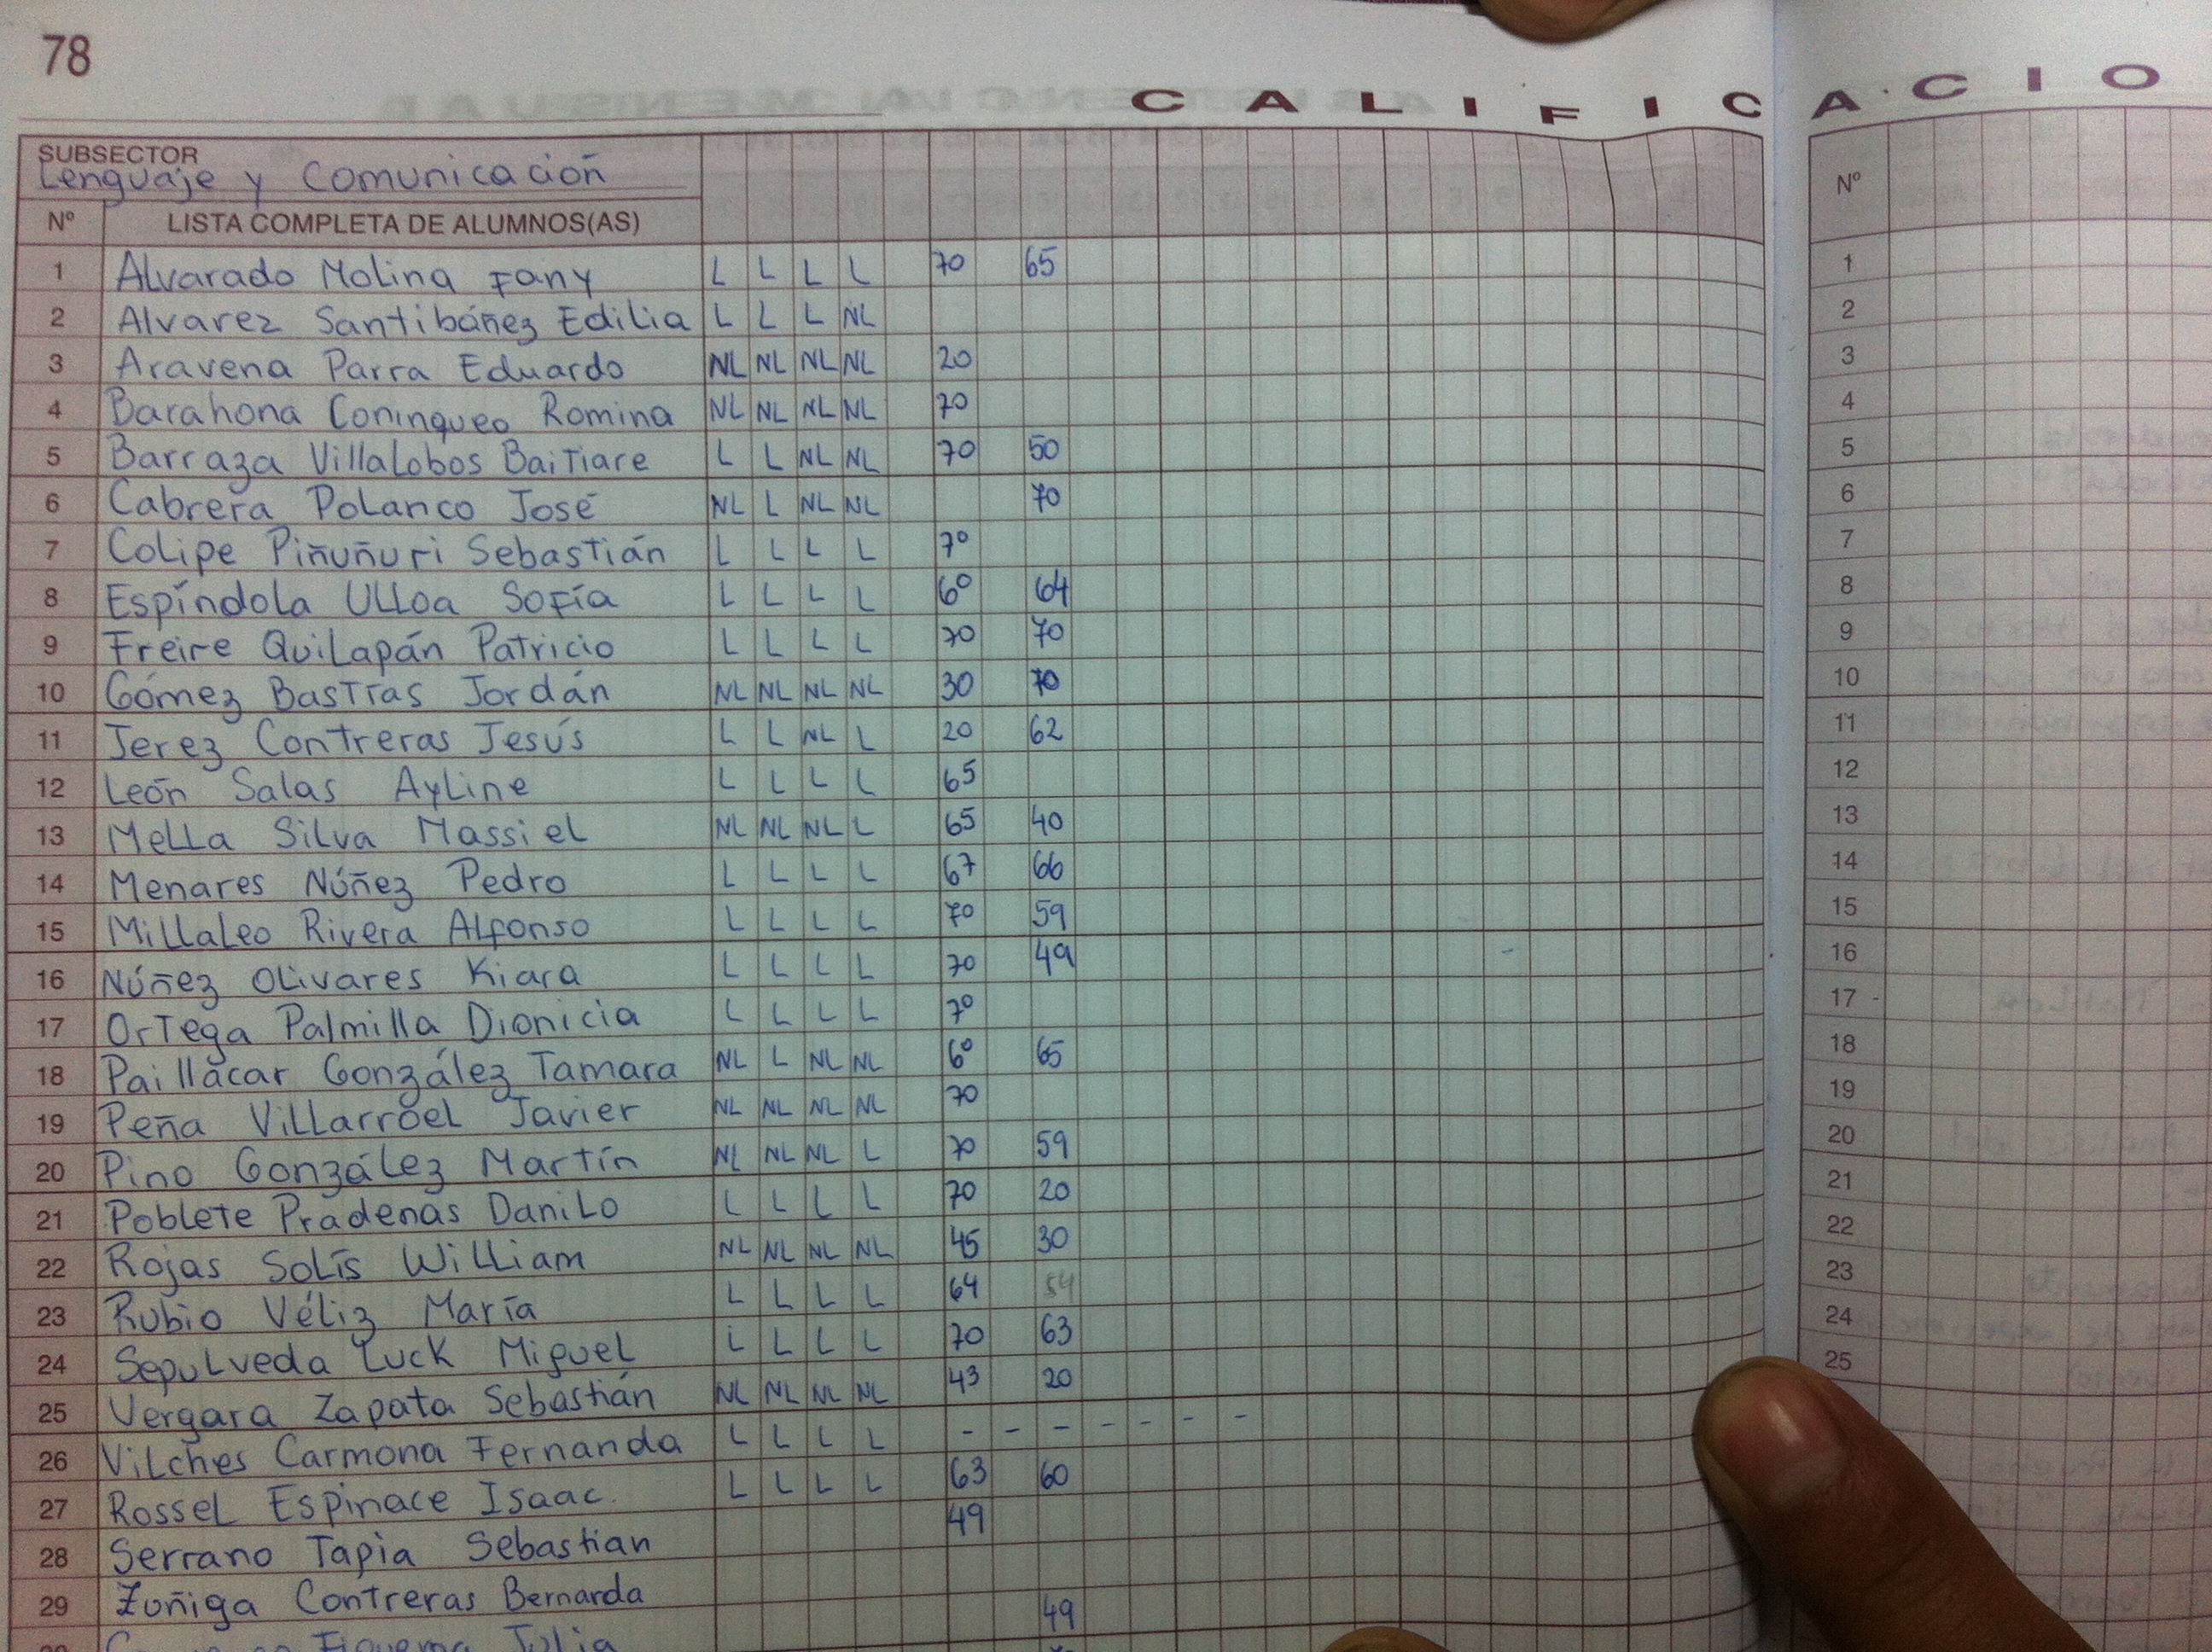 78
C A L I F I C A C I O
SUBSECTOR
Lenguaje y Comunicación
Nº LISTA COMPLETA DE ALUMNOS(AS) Nº
1 Alvarado Molina Fany L L L L 70 65 1
2 Alvarez Santibáñez Edilia L L L NL 2
3 Aravena Parra Eduardo NL NL NL NL 20 3
4 Barahona Coninqueo Romina NL NL NL NL 70 4
5 Barraza Villalobos BaiTiare L L NL NL 70 50 5
6 Cabrera Polanco José NL L NL NL 70 6
7 Colipe Piñuñuri Sebastián L L L L 70 7
8 Espíndola Ulloa Sofía L L L L 60 64 8
9 Freire Quilapán Patricio L L L L 70 70 9
10 Gómez Bastías Jordán NL NL NL NL 30 70 10
11 Jerez Contreras Jesús L L NL L 20 62 11
12 León Salas Ayline L L L L 65 12
13 Mella Silva Massiel NL NL NL L 65 40 13
14 Menares Núñez Pedro L L L L 67 66 14
15 Millaleo Rivera Alfonso L L L L 70 59 15
16 Núñez Olivares Kiara L L L L 70 49 16
17 Ortega Palmilla Dionicia L L L L 70 17
18 Paillácar González Tamara NL L NL NL 60 65 18
19 Peña Villarroel Javier NL NL NL NL 70 19
20 Pino González Martín NL NL NL L 70 59 20
21 Poblete Pradenas Danilo L L L L 70 20 21
22 Rojas Solís William NL NL NL NL 45 30 22
23 Rubio Véliz María L L L L 64 54 23
24 Sepulveda Luck Miguel L L L L 70 63 24
25 Vergara Zapata Sebastián NL NL NL NL 43 20 25
26 Vilches Carmona Fernanda L L L L - - - - - - -
27 Rossel Espinace Isaac. L L L L 63 60
28 Serrano Tapia Sebastian 49
29 Zúñiga Contreras Bernarda 49